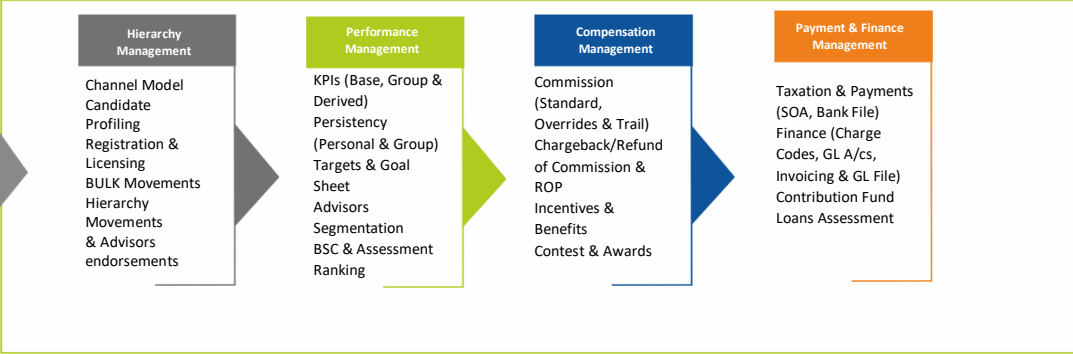 Hierarchy
Management
Channel Model
Candidate
Profiling
Registration &
Licensing
BULK Movements
Hierarchy
Movements
& Advisors
endorsements
Performance
Management
KPIs (Base, Group &
Derived)
Persistency
(Personal & Group)
Targets & Goal
Sheet
Advisors
Segmentation
BSC & Assessment
Ranking
Compensation
Management
Commission
(Standard,
Overrides & Trail)
Chargeback/Refund
of Commission &
ROP
Incentives &
Benefits
Contest & Awards
Payment & Finance
Management
Taxation & Payments
(SOA, Bank File)
Finance (Charge
Codes, GL A/cs,
Invoicing & GL File)
Contribution Fund
Loans Assessment